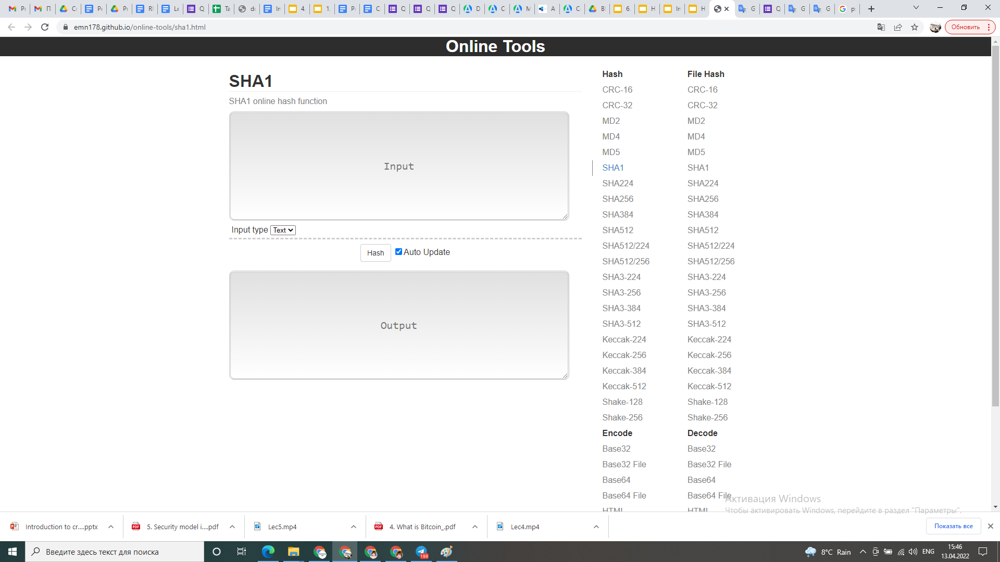 emn178.github.io/online-tools/sha1.html
Обновить
Online Tools
SHA1
SHA1 online hash function
Input
Input type Text
Hash Auto Update
Output
Hash
CRC-16
CRC-32
MD2
MD4
MD5
SHA1
SHA224
SHA256
SHA384
SHA512
SHA512/224
SHA512/256
SHA3-224
SHA3-256
SHA3-384
SHA3-512
Keccak-224
Keccak-256
Keccak-384
Keccak-512
Shake-128
Shake-256
Encode
Base32
Base32 File
Base64
Base64 File
HTML
File Hash
CRC-16
CRC-32
MD2
MD4
MD5
SHA1
SHA224
SHA256
SHA384
SHA512
SHA512/224
SHA512/256
SHA3-224
SHA3-256
SHA3-384
SHA3-512
Keccak-224
Keccak-256
Keccak-384
Keccak-512
Shake-128
Shake-256
Decode
Base32
Base32 File
Base64
Base64 File
HTML
Активация Windows
Чтобы активировать Windows, перейдите в раздел "Параметры".
Introduction to cr....pptx
5. Security model i....pdf
Lec5.mp4
4. What is Bitcoin_.pdf
Lec4.mp4
Показать все
Введите здесь текст для поиска
199
8°C Rain
ENG
15:46
13.04.2022